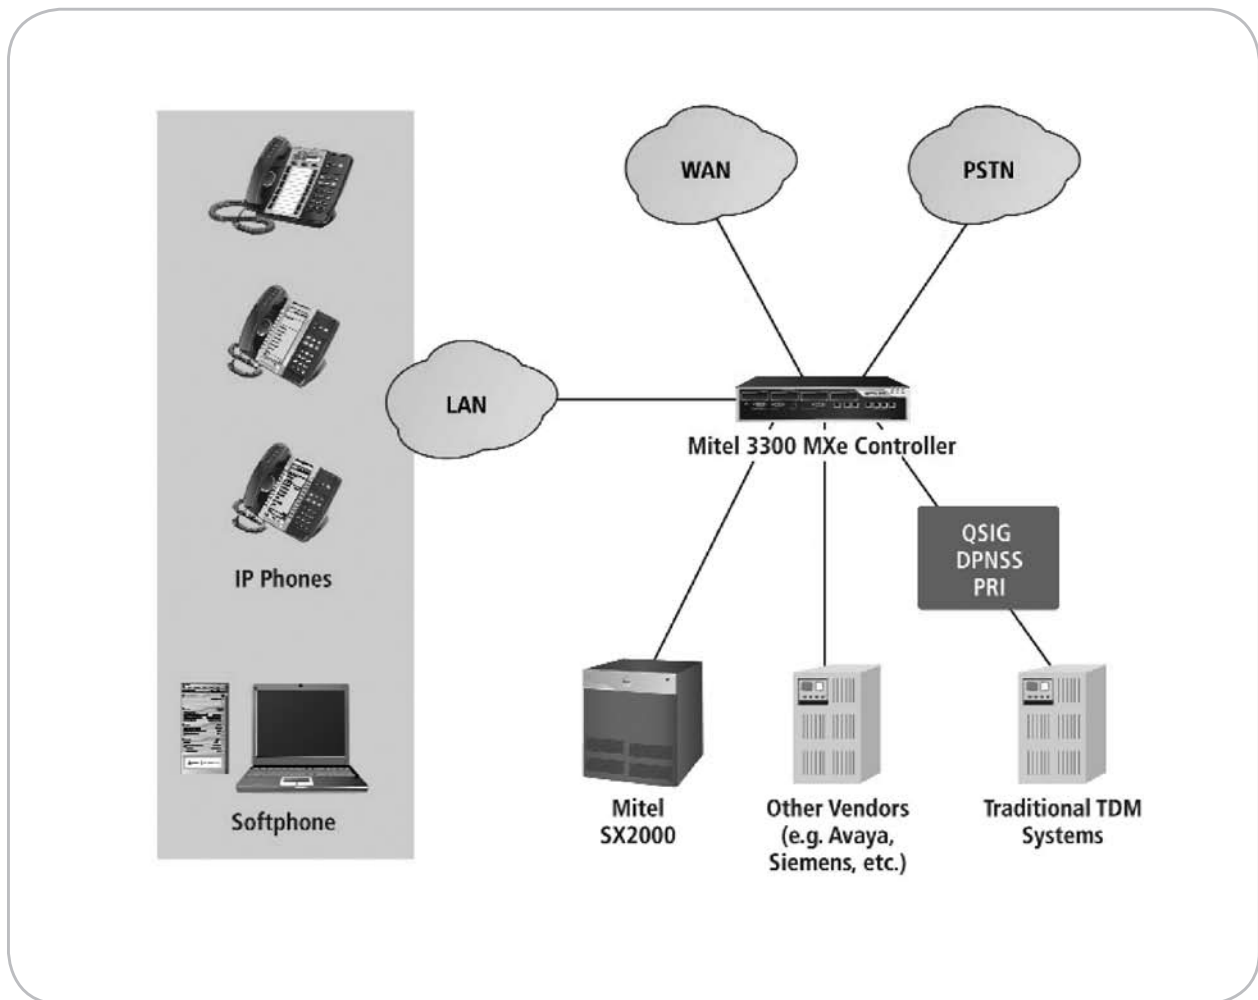 WAN
PSTN
LAN
Mitel 3300 MXe Controller
QSIG
DPNSS
PRI
IP Phones
Softphone
Mitel
SX2000
Other Vendors
(e.g. Avaya,
Siemens, etc.)
Traditional TDM
Systems